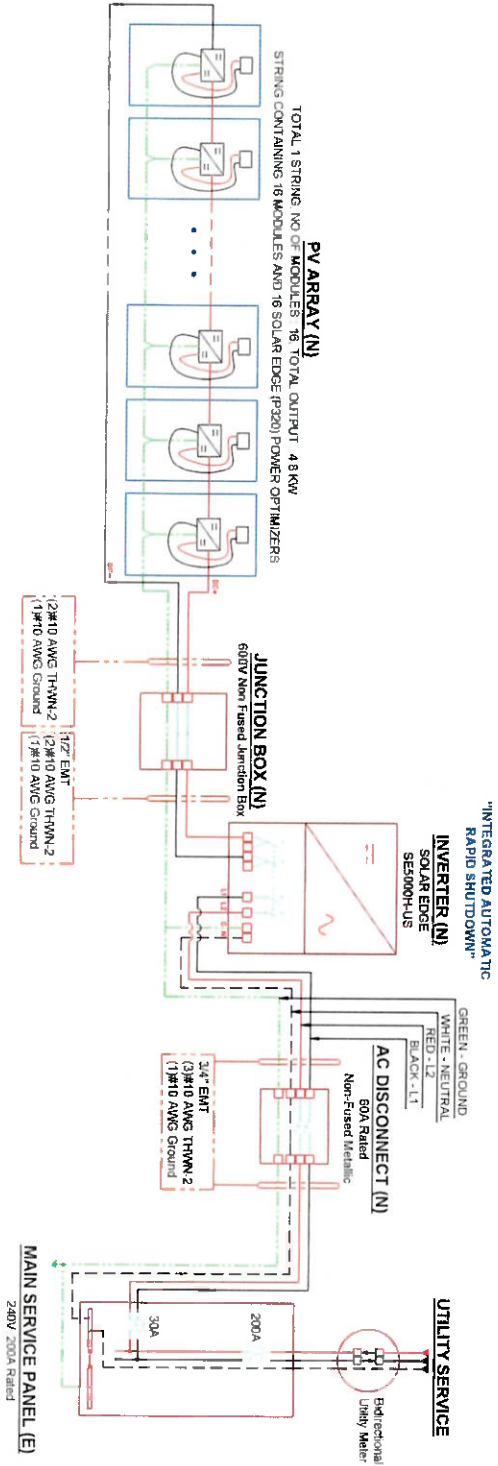 PV ARRAY (N)
TOTAL 1 STRING. NO OF MODULES 16, TOTAL OUTPUT 4.8 KW
STRING CONTAINING 16 MODULES AND 16 SOLAR EDGE (P320) POWER OPTIMIZERS
DC+
DC-
(2)#10 AWG THWN-2
(1)#10 AWG Ground
JUNCTION BOX (N)
600V Non Fused Junction Box
1/2" EMT
(2)#10 AWG THWN-2
(1)#10 AWG Ground
"INTEGRATED AUTOMATIC
RAPID SHUTDOWN"
INVERTER (N)
SOLAR EDGE
SE5000H-US
L1 L2
GREEN - GROUND
WHITE - NEUTRAL
RED - L2
BLACK - L1
AC DISCONNECT (N)
60A Rated
Non-Fused Metallic
3/4" EMT
(3)#10 AWG THWN-2
(1)#10 AWG Ground
UTILITY SERVICE
Bidirectional
Utility Meter
200A
30A
MAIN SERVICE PANEL (E)
240V 200A Rated